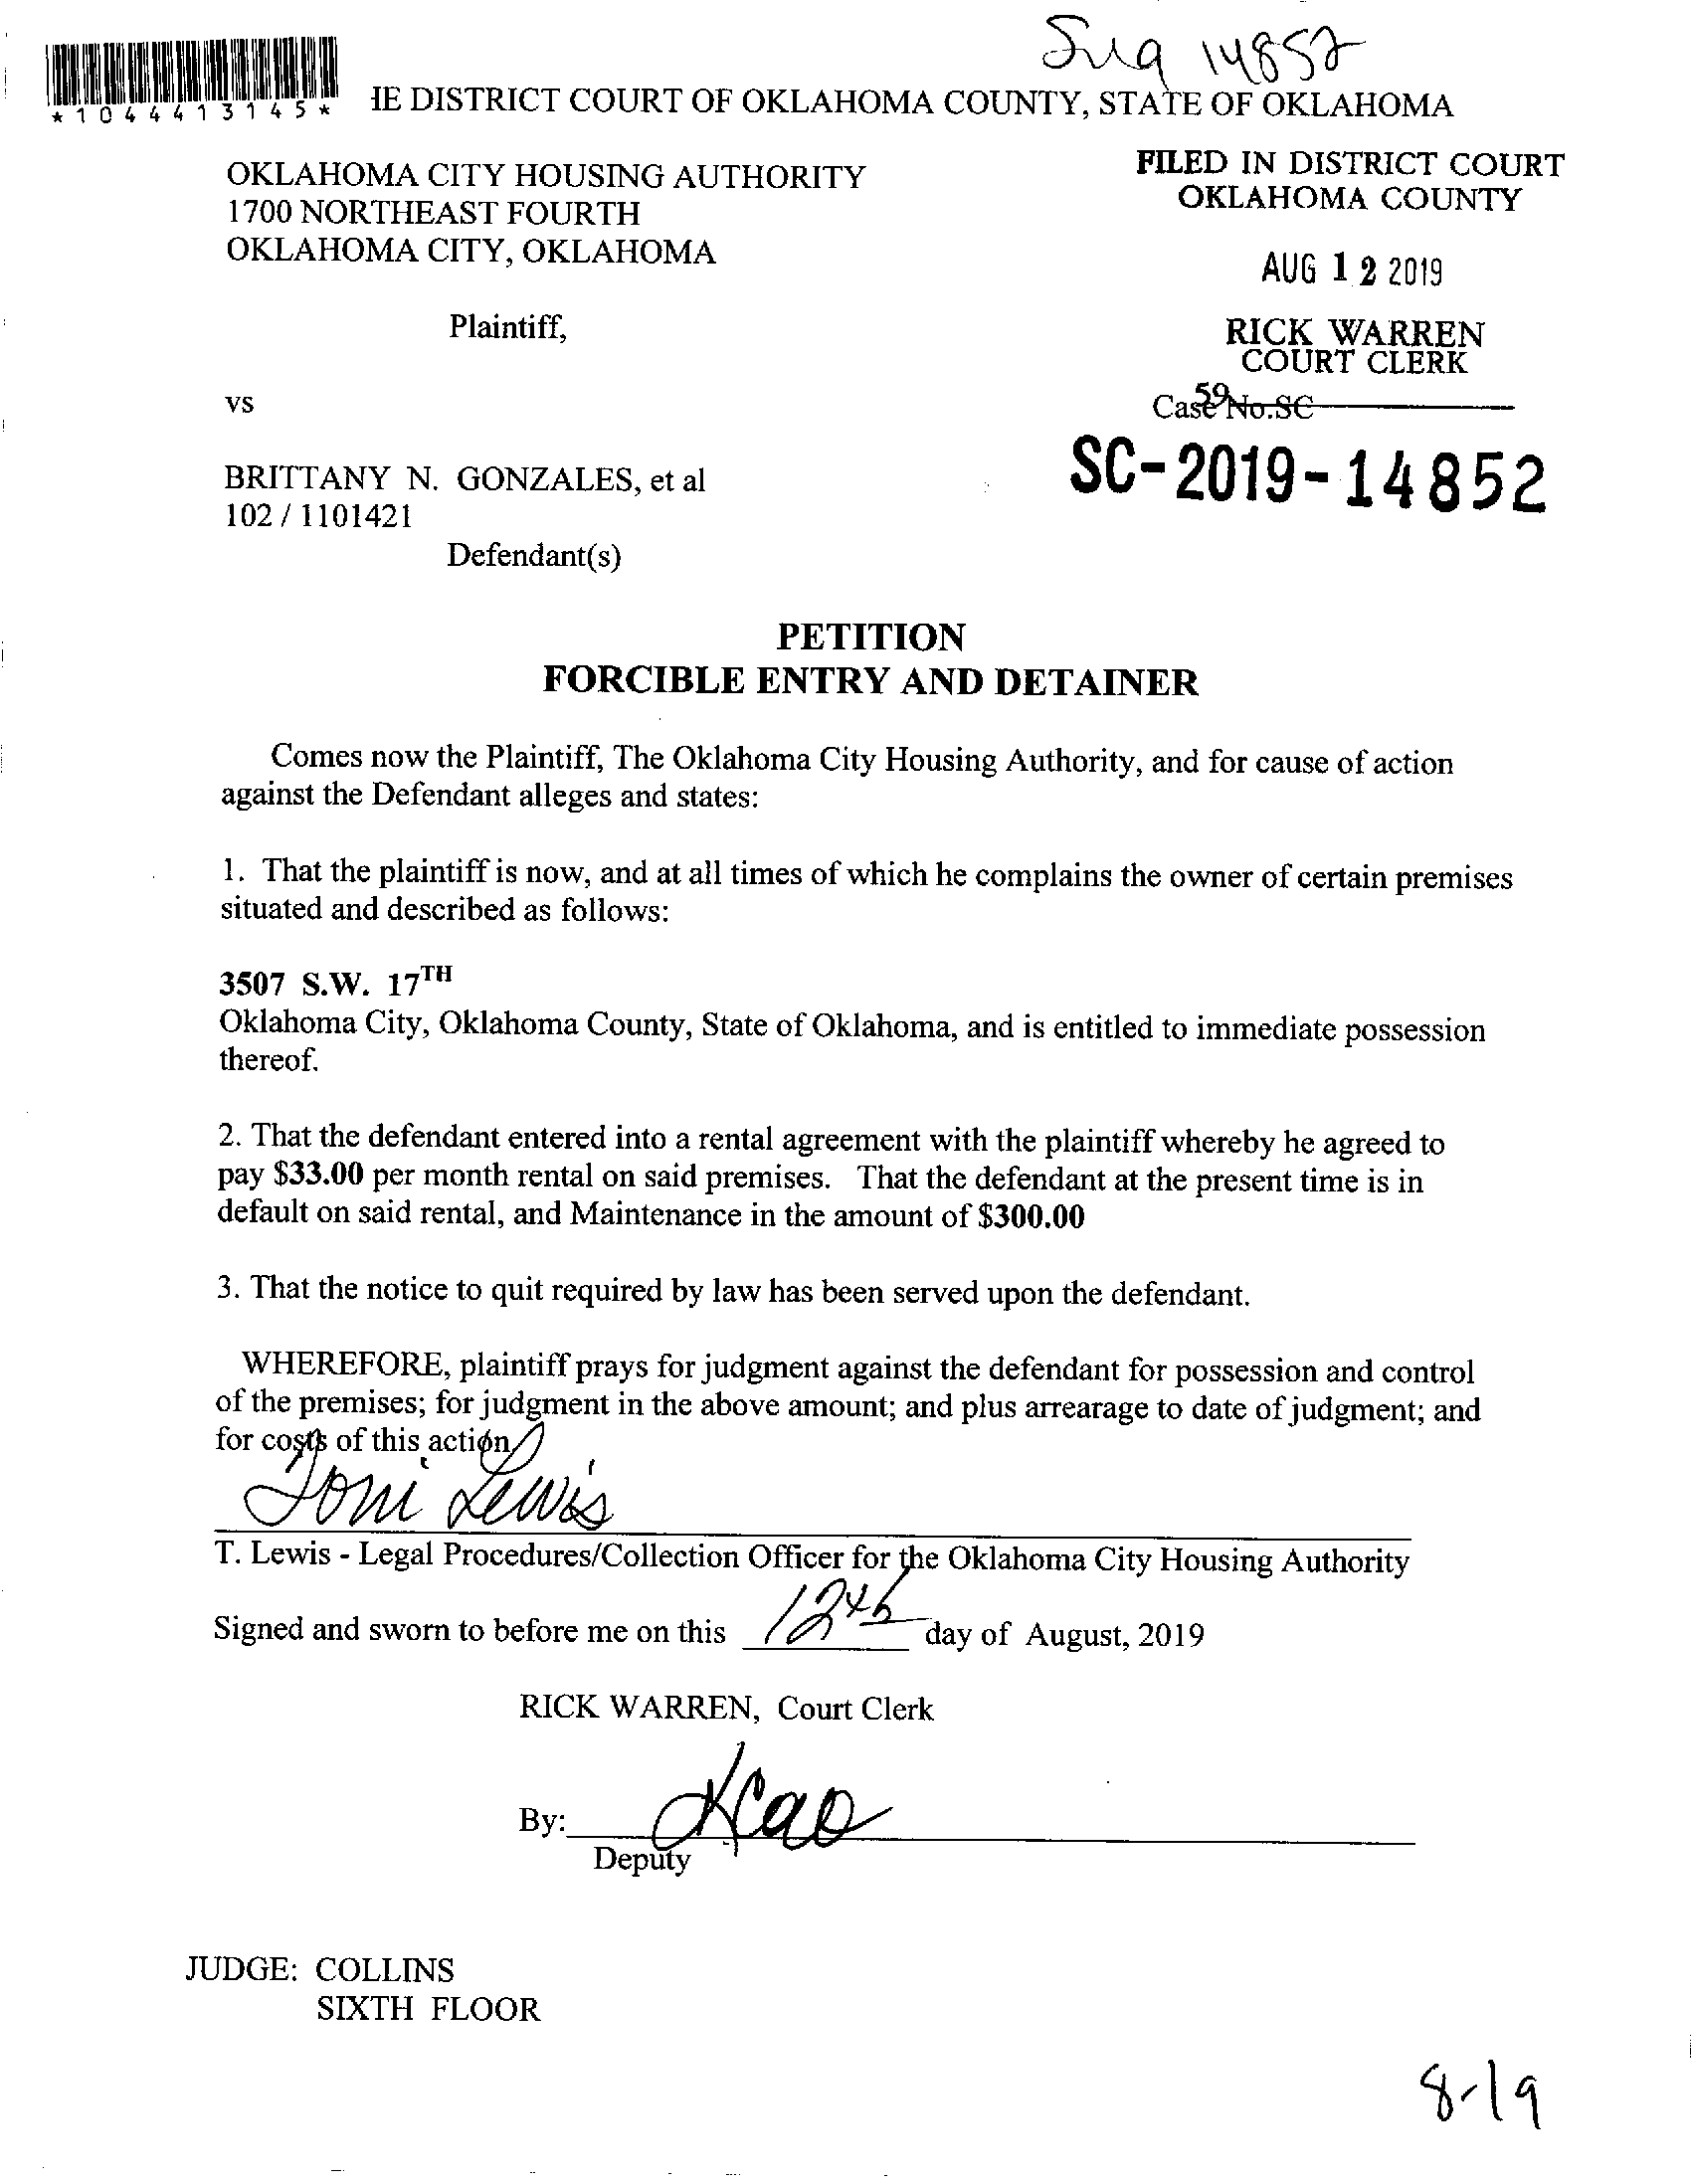 14852
*1044413145*
HE DISTRICT COURT OF OKLAHOMA COUNTY, STATE OF OKLAHOMA
OKLAHOMA CITY HOUSING AUTHORITY
1700 NORTHEAST FOURTH
OKLAHOMA CITY, OKLAHOMA
FILED IN DISTRICT COURT
OKLAHOMA COUNTY
AUG 12 2019
Plaintiff,
RICK WARREN
COURT CLERK
59
Case No.SC
vs
SC-2019-14852
BRITTANY N. GONZALES, et al
102 / 1101421
Defendant(s)
PETITION
FORCIBLE ENTRY AND DETAINER
Comes now the Plaintiff, The Oklahoma City Housing Authority, and for cause of action
against the Defendant alleges and states:
1. That the plaintiff is now, and at all times of which he complains the owner of certain premises
situated and described as follows:
3507 S.W. 17TH
Oklahoma City, Oklahoma County, State of Oklahoma, and is entitled to immediate possession
thereof.
2. That the defendant entered into a rental agreement with the plaintiff whereby he agreed to
pay $33.00 per month rental on said premises. That the defendant at the present time is in
default on said rental, and Maintenance in the amount of $300.00
3. That the notice to quit required by law has been served upon the defendant.
WHEREFORE, plaintiff prays for judgment against the defendant for possession and control
of the premises; for judgment in the above amount; and plus arrearage to date of judgment; and
for costs of this action
Toni Lewis
T. Lewis - Legal Procedures/Collection Officer for the Oklahoma City Housing Authority
Signed and sworn to before me on this 12th day of August, 2019
RICK WARREN, Court Clerk
By:
Deputy
JUDGE: COLLINS
SIXTH FLOOR
8-19